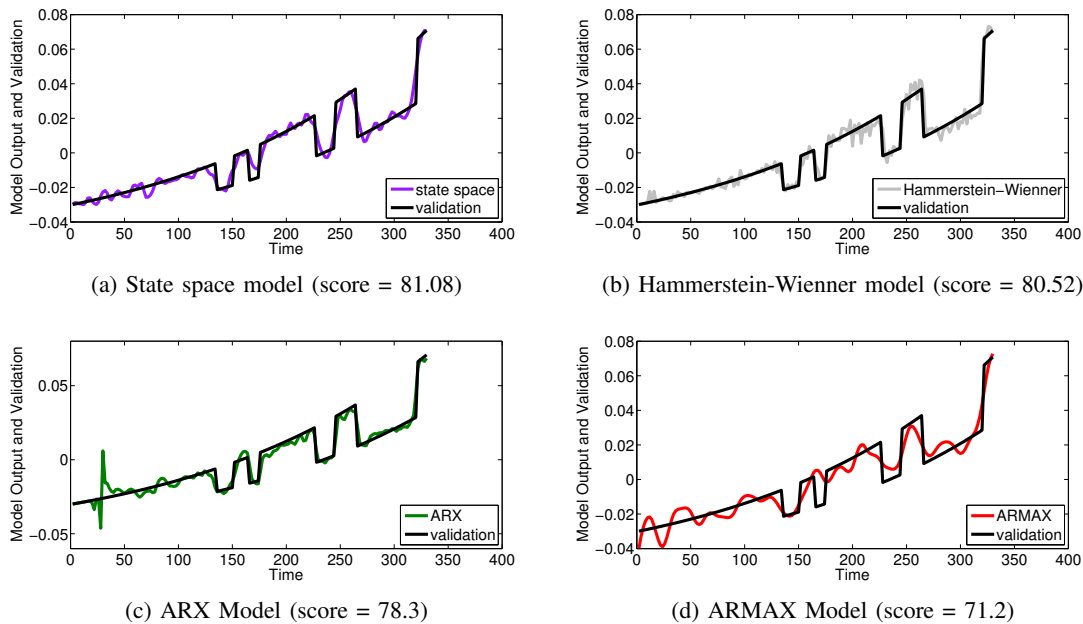 0.08
0.06
0.04
0.02
0
−0.02
−0.04
0 50 100 150 200 250 300 350 400
Model Output and Validation
Time
state space
validation
(a) State space model (score = 81.08)
0.08
0.06
0.04
0.02
0
−0.02
−0.04
0 50 100 150 200 250 300 350 400
Model Output and Validation
Time
Hammerstein−Wienner
validation
(b) Hammerstein-Wienner model (score = 80.52)
0.05
0
−0.05
0 50 100 150 200 250 300 350 400
Model Output and Validation
Time
ARX
validation
(c) ARX Model (score = 78.3)
0.08
0.06
0.04
0.02
0
−0.02
−0.04
0 50 100 150 200 250 300 350 400
Model Output and Validation
Time
ARMAX
validation
(d) ARMAX Model (score = 71.2)